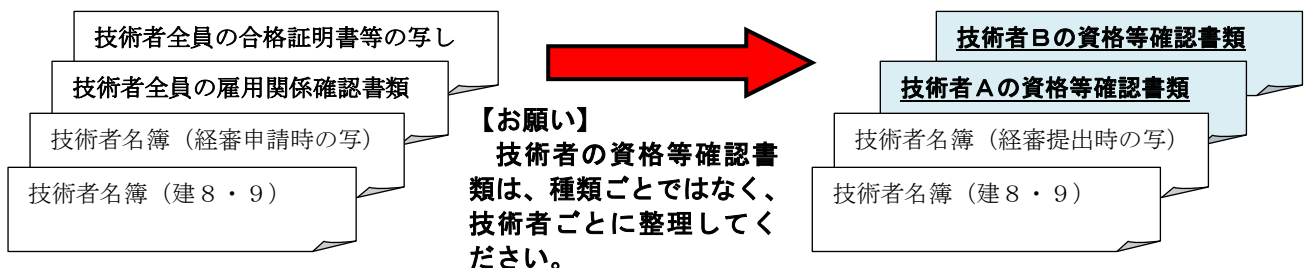 技術者全員の合格証明書等の写し
技術者全員の雇用関係確認書類
技術者名簿（経審申請時の写）
技術者名簿（建８・９）
【お願い】
技術者の資格等確認書
類は、種類ごとではなく、
技術者ごとに整理してく
ださい。
技術者Ｂの資格等確認書類
技術者Ａの資格等確認書類
技術者名簿（経審提出時の写）
技術者名簿（建８・９）